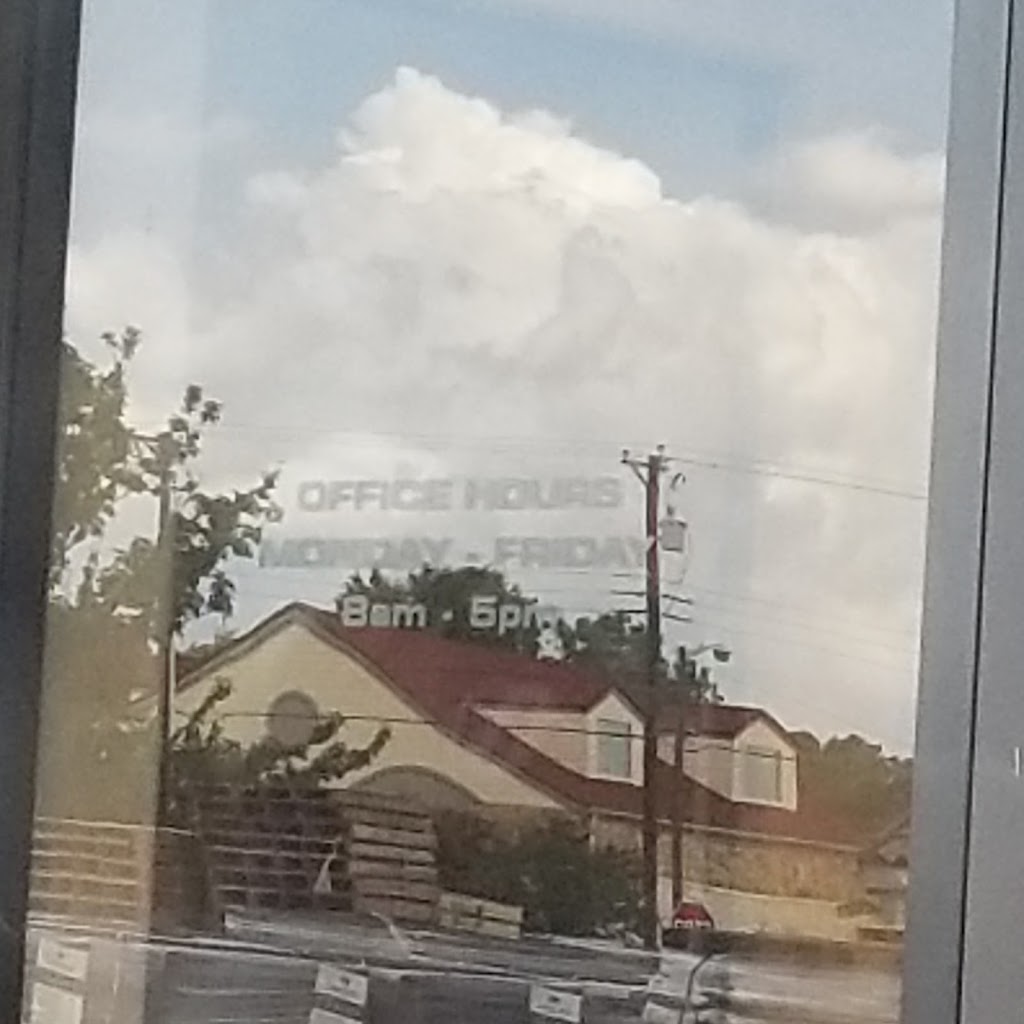 OFFICE HOURS
MONDAY - FRIDAY
8am - 5pm